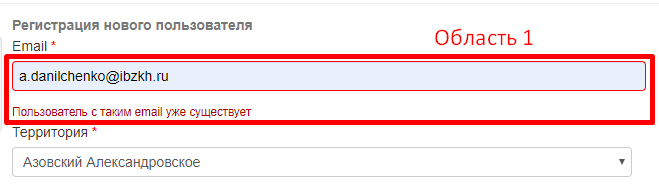 Регистрация нового пользователя
Email *
Область 1
a.danilchenko@ibzkh.ru
Пользователь с таким email уже существует
Территория *
Азовский Александровское